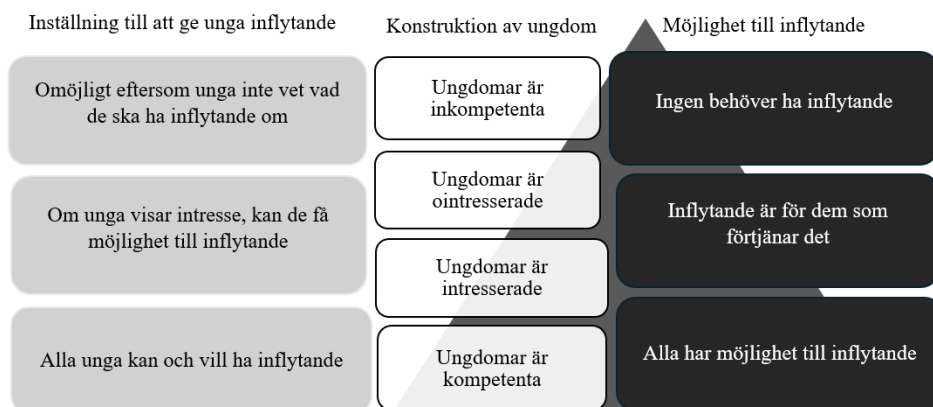 Inställning till att ge unga inflytande
Konstruktion av ungdom
Möjlighet till inflytande
Omöjligt eftersom unga inte vet vad
de ska ha inflytande om
Ungdomar är
inkompetenta
Ingen behöver ha inflytande
Ungdomar är
ointresserade
Om unga visar intresse, kan de få
möjlighet till inflytande
Inflytande är för dem som
förtjänar det
Ungdomar är
intresserade
Alla unga kan och vill ha inflytande
Ungdomar är
kompetenta
Alla har möjlighet till inflytande